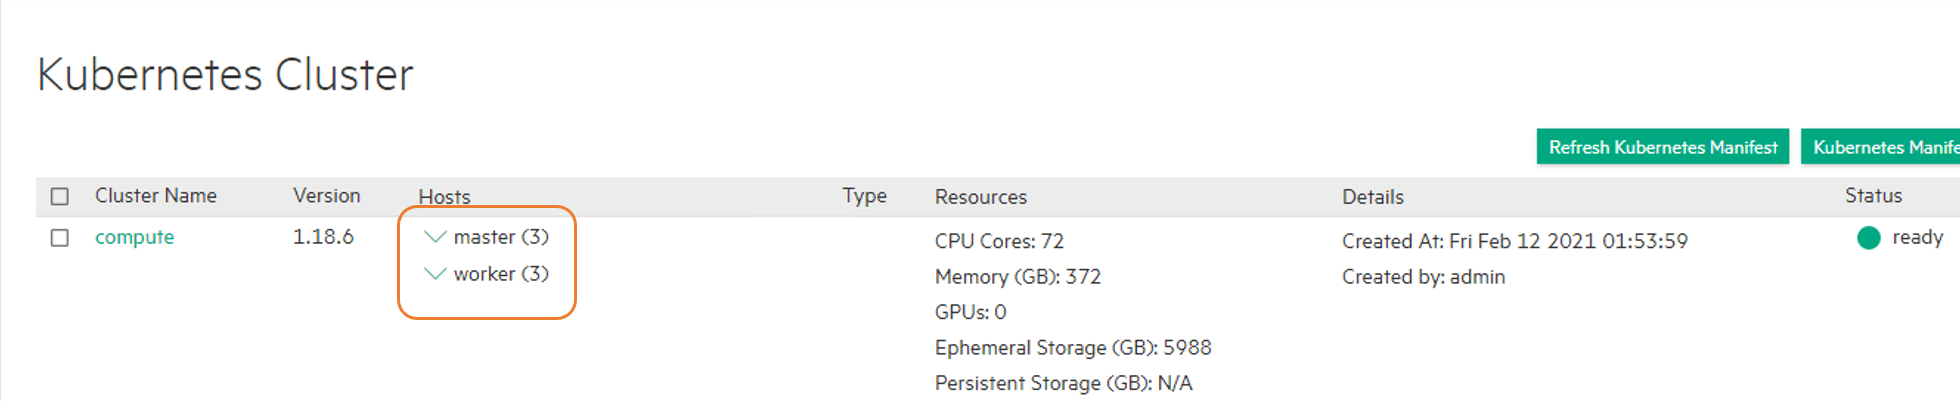 Kubernetes Cluster
Refresh Kubernetes Manifest Kubernetes Manife
Cluster Name Version Hosts Type Resources Details Status
compute 1.18.6 master (3) CPU Cores: 72 Created At: Fri Feb 12 2021 01:53:59 ready
worker (3) Memory (GB): 372 Created by: admin
GPUs: 0
Ephemeral Storage (GB): 5988
Persistent Storage (GB): N/A